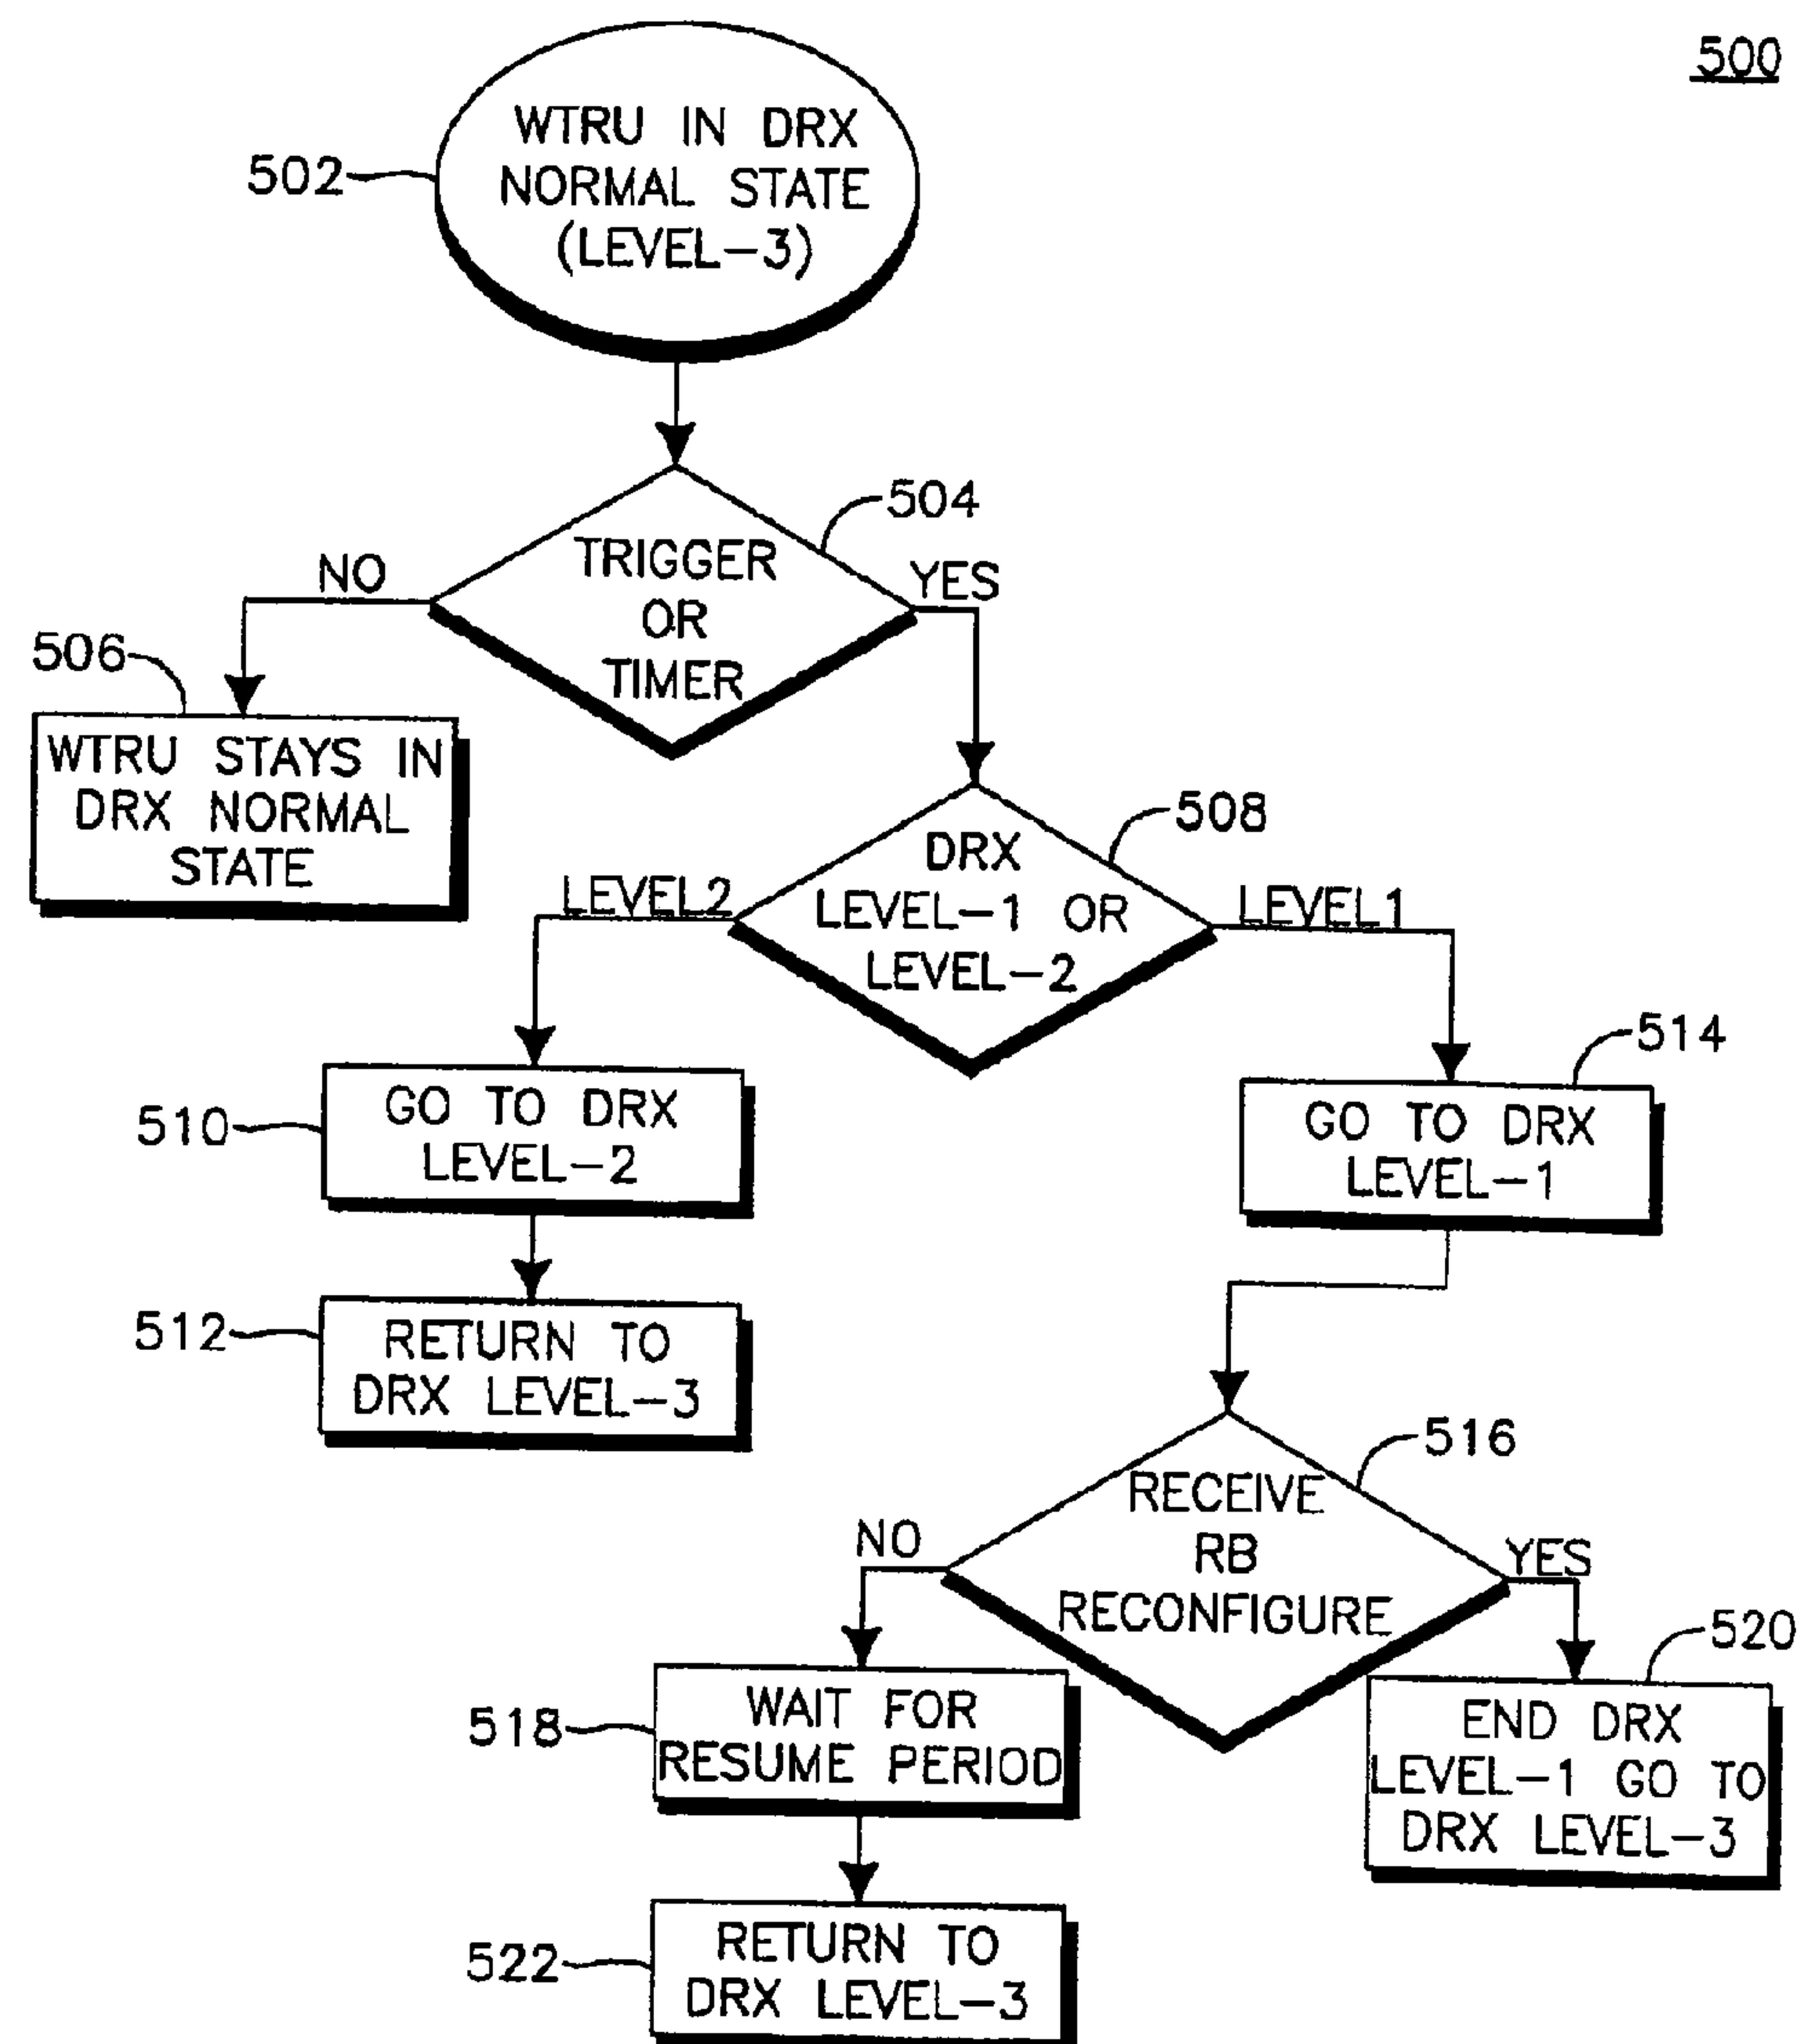 500
WTRU IN DRX
NORMAL STATE
(LEVEL-3)
502
504
TRIGGER
OR
TIMER
NO
YES
506
WTRU STAYS IN
DRX NORMAL
STATE
508
DRX
LEVEL-1 OR
LEVEL-2
LEVEL2
LEVEL1
510
GO TO DRX
LEVEL-2
514
GO TO DRX
LEVEL-1
512
RETURN TO
DRX LEVEL-3
516
RECEIVE
RB
RECONFIGURE
NO
YES
518
WAIT FOR
RESUME PERIOD
520
END DRX
LEVEL-1 GO TO
DRX LEVEL-3
522
RETURN TO
DRX LEVEL-3